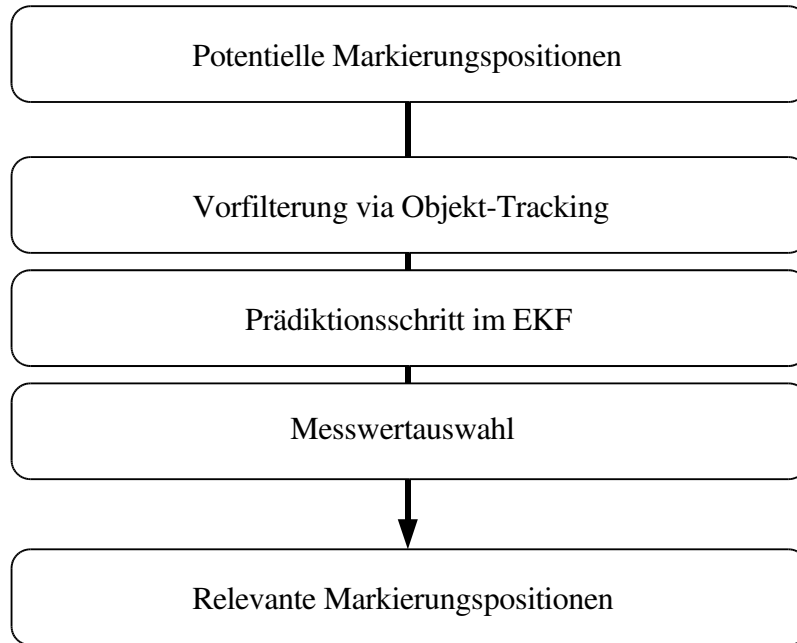 Potentielle Markierungspositionen
Vorfilterung via Objekt-Tracking
Prädiktionsschritt im EKF
Messwertauswahl
Relevante Markierungspositionen